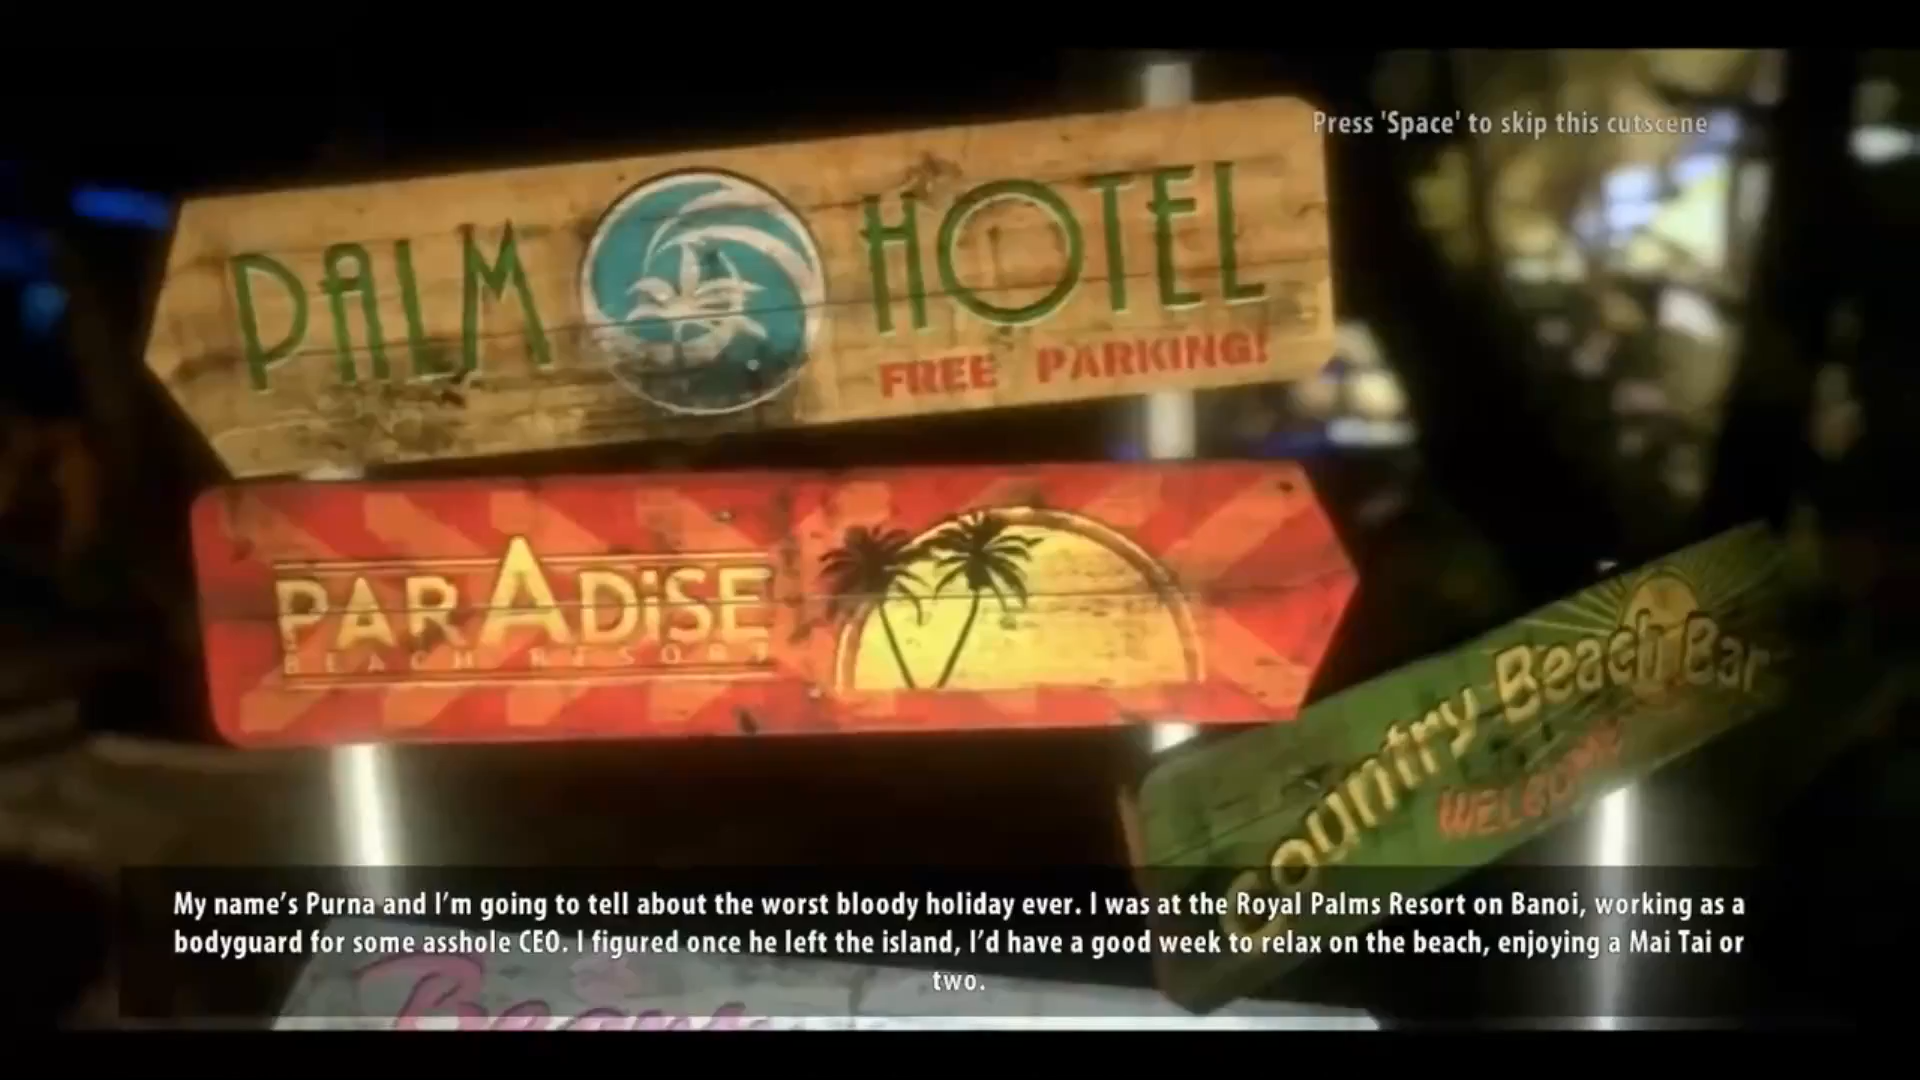 Press 'Space' to skip this cutscene
PALM HOTEL
FREE PARKING!
PARADiSE
BEACH RESORT
Country Beach Bar
WELCOME
My name's Purna and I'm going to tell about the worst bloody holiday ever. I was at the Royal Palms Resort on Banoi, working as a
bodyguard for some asshole CEO. I figured once he left the island, I'd have a good week to relax on the beach, enjoying a Mai Tai or
two.